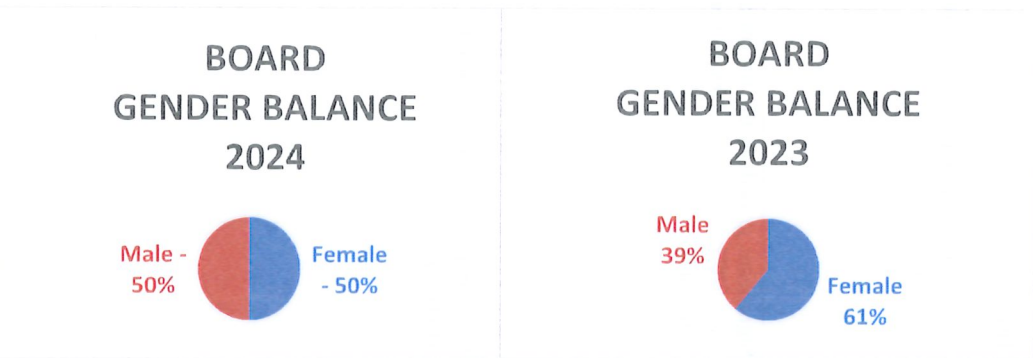 BOARD
GENDER BALANCE
2024
Male -
50%
Female
- 50%
BOARD
GENDER BALANCE
2023
Male
39%
Female
61%